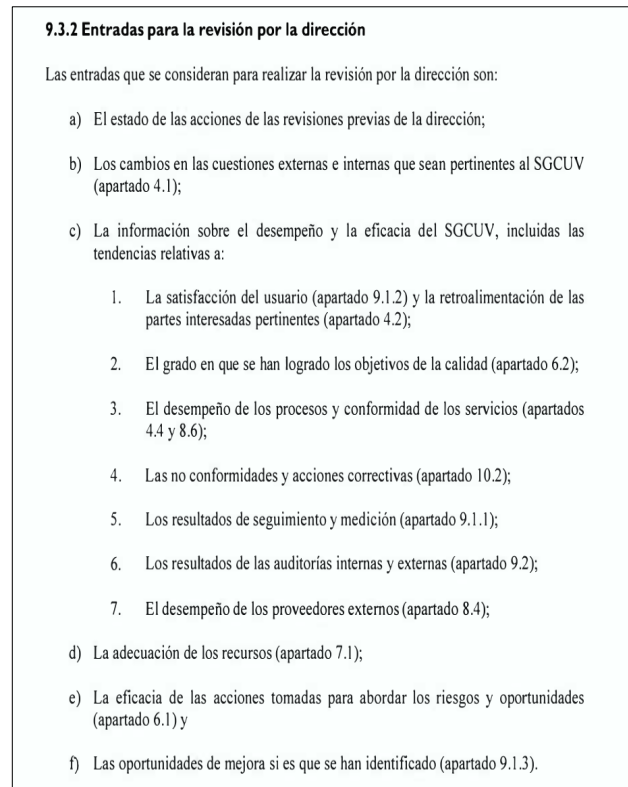 9.3.2 Entradas para la revisión por la dirección
Las entradas que se consideran para realizar la revisión por la dirección son:
a) El estado de las acciones de las revisiones previas de la dirección;
b) Los cambios en las cuestiones externas e internas que sean pertinentes al SGCUV
(apartado 4.1);
c) La información sobre el desempeño y la eficacia del SGCUV, incluidas las
tendencias relativas a:
1. La satisfacción del usuario (apartado 9.1.2) y la retroalimentación de las
partes interesadas pertinentes (apartado 4.2);
2. El grado en que se han logrado los objetivos de la calidad (apartado 6.2);
3. El desempeño de los procesos y conformidad de los servicios (apartados
4.4 y 8.6);
4. Las no conformidades y acciones correctivas (apartado 10.2);
5. Los resultados de seguimiento y medición (apartado 9.1.1);
6. Los resultados de las auditorías internas y externas (apartado 9.2);
7. El desempeño de los proveedores externos (apartado 8.4);
d) La adecuación de los recursos (apartado 7.1);
e) La eficacia de las acciones tomadas para abordar los riesgos y oportunidades
(apartado 6.1) y
f) Las oportunidades de mejora si es que se han identificado (apartado 9.1.3).